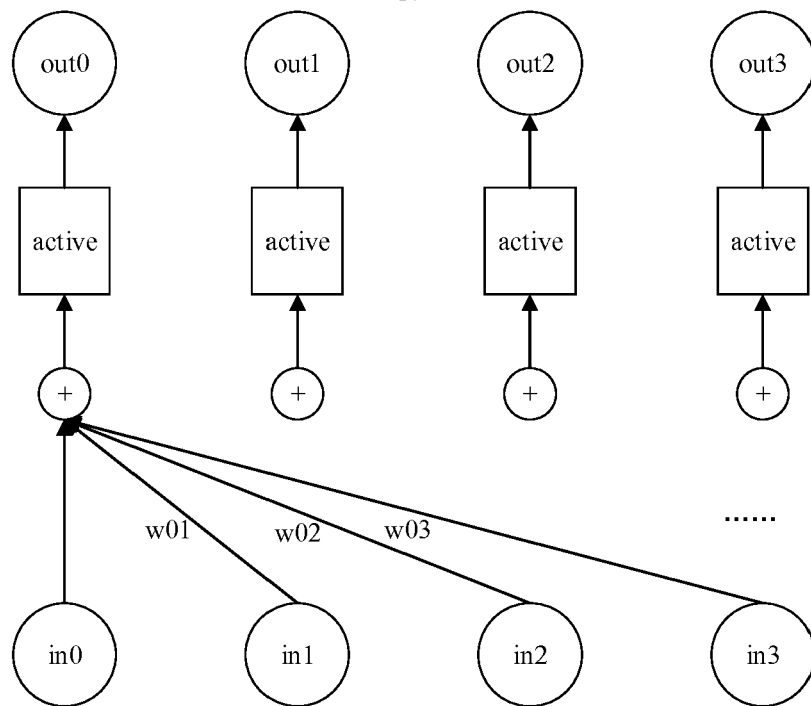 out0 out1 out2 out3
active active active active
+ + + +
......
w01 w02 w03
in0 in1 in2 in3